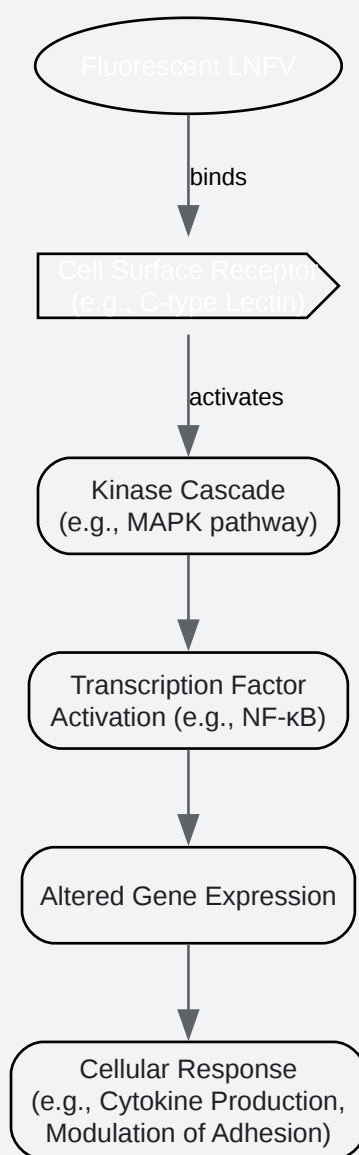 Fluorescent LNFV
binds
Cell Surface Receptor
(e.g., C-type Lectin)
activates
Kinase Cascade
(e.g., MAPK pathway)
Transcription Factor
Activation (e.g., NF-κB)
Altered Gene Expression
Cellular Response
(e.g., Cytokine Production,
Modulation of Adhesion)